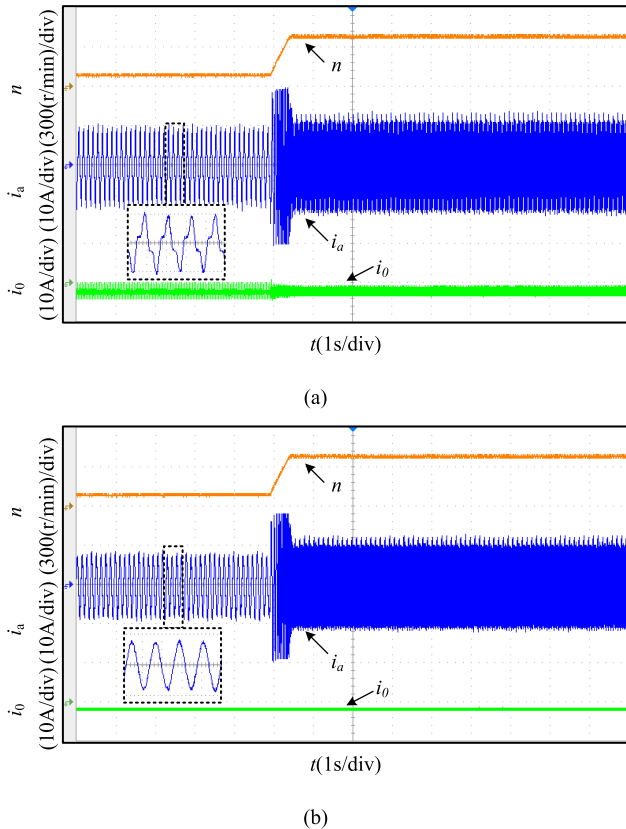 n
(300(r/min)/div)
i_a
(10A/div)
i_0
(10A/div)
n
i_a
i_0
t(1s/div)
(a)
n
(300(r/min)/div)
i_a
(10A/div)
i_0
(10A/div)
n
i_a
i_0
t(1s/div)
(b)